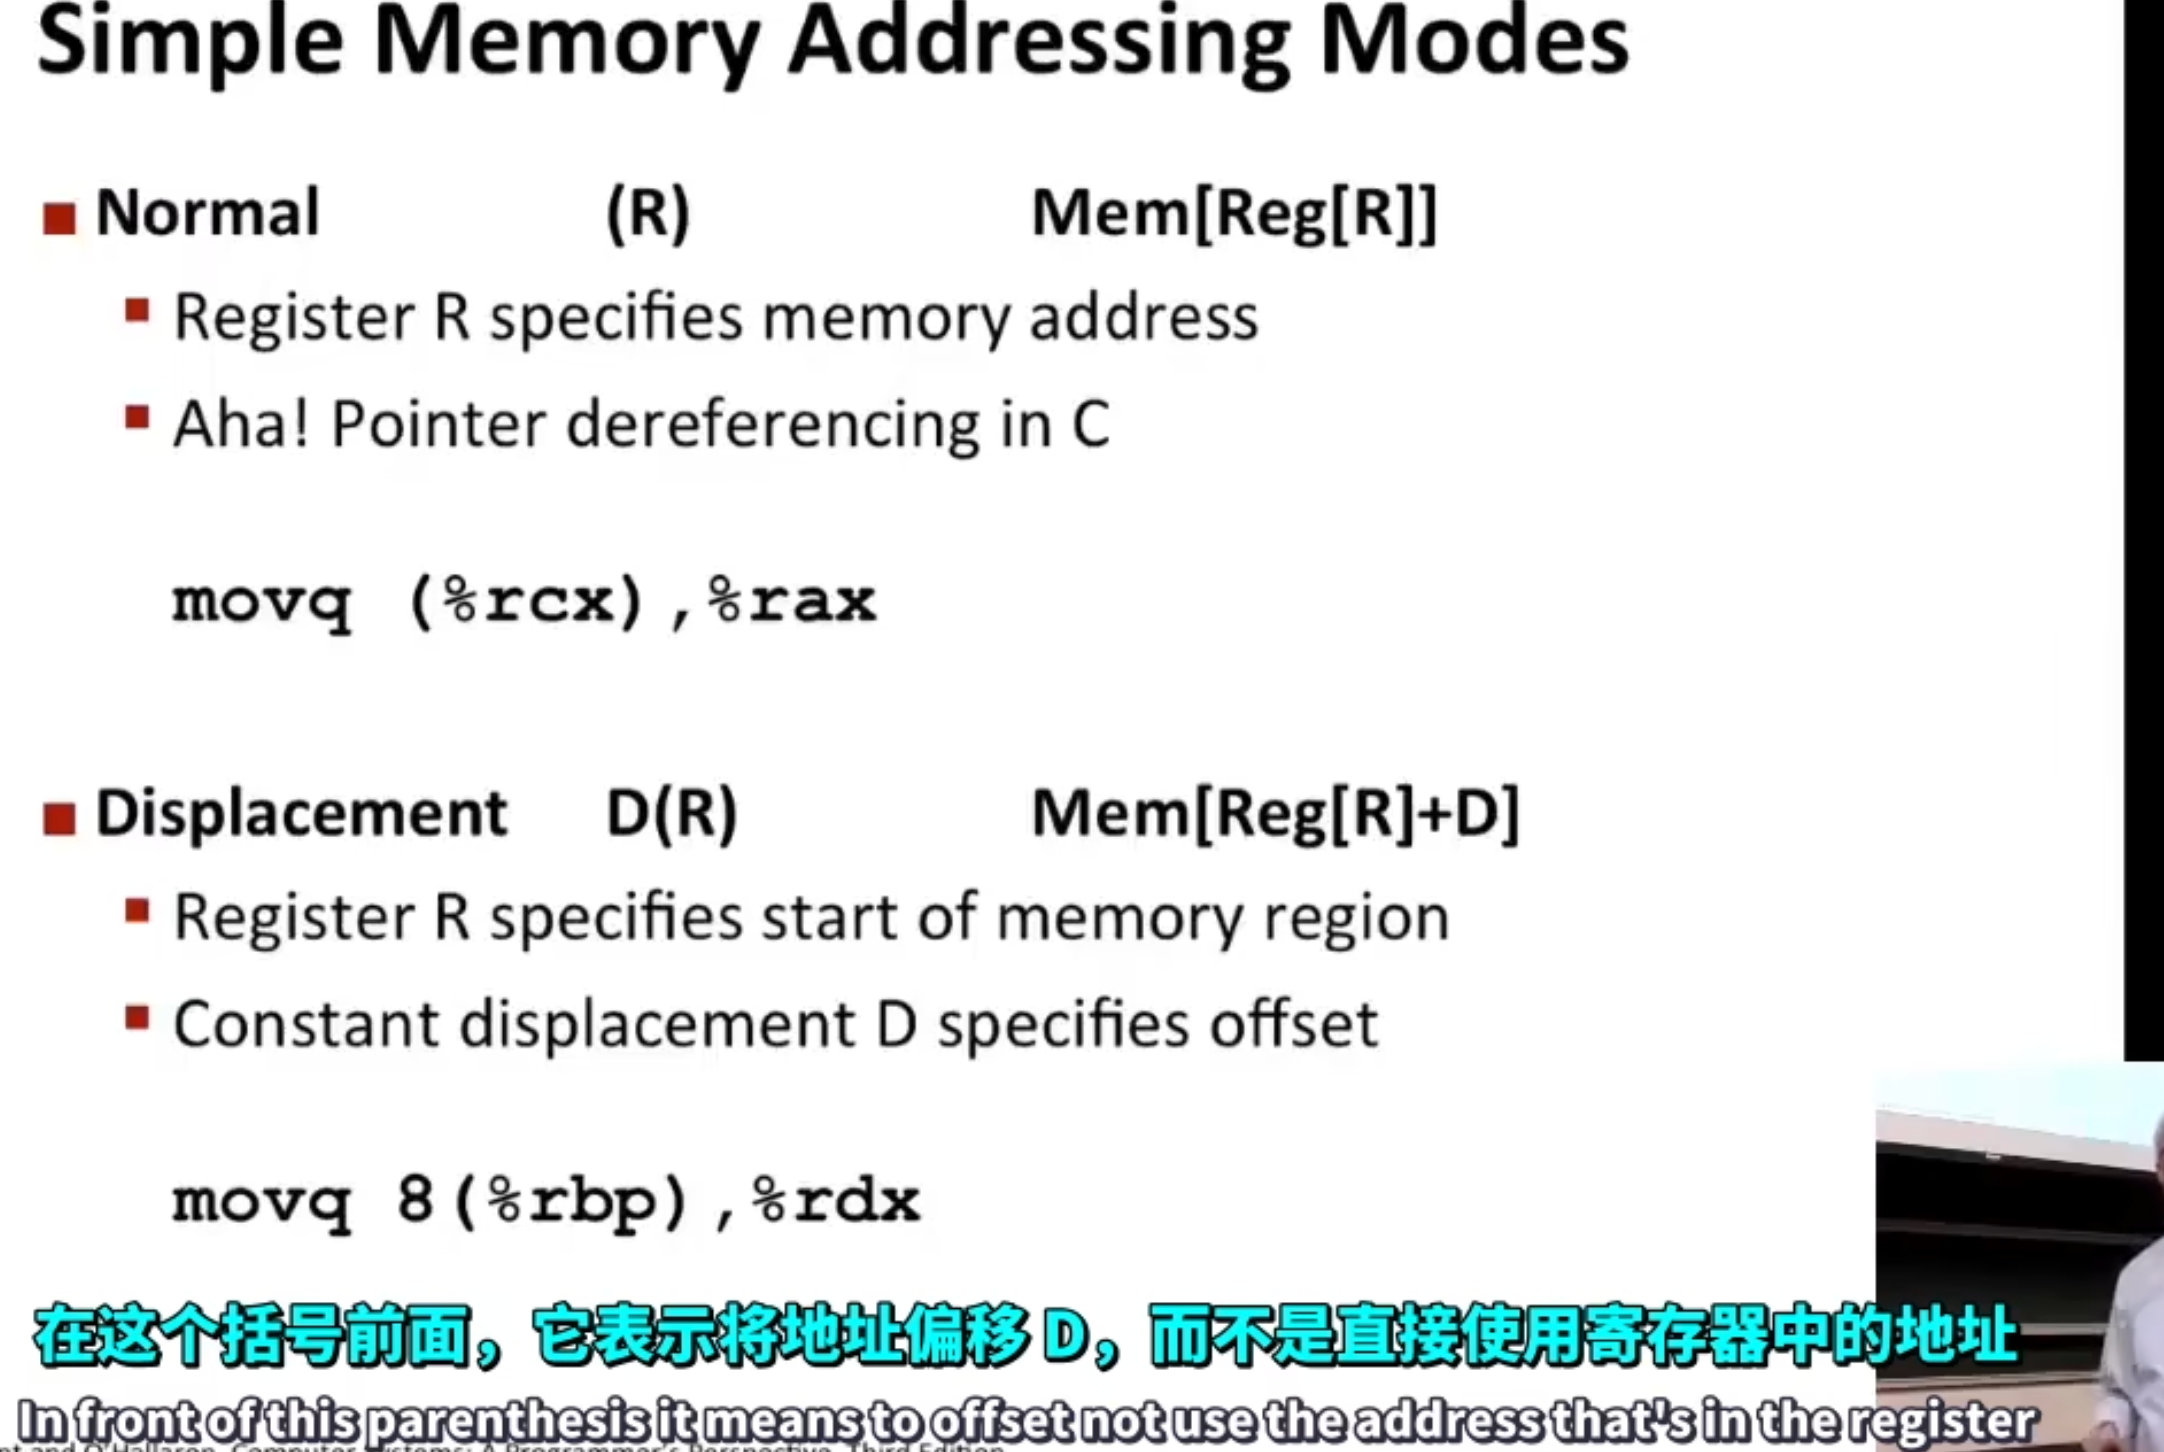 Simple Memory Addressing Modes
Normal (R) Mem[Reg[R]]
Register R specifies memory address
Aha! Pointer dereferencing in C
movq (%rcx),%rax
Displacement D(R) Mem[Reg[R]+D]
Register R specifies start of memory region
Constant displacement D specifies offset
movq 8(%rbp),%rdx
在这个括号前面，它表示将地址偏移 D，而不是直接使用寄存器中的地址
In front of this parenthesis it means to offset not use the address that's in the register
and O'Hallaron, Computer Systems: A Programmer's Perspective, Third Edition